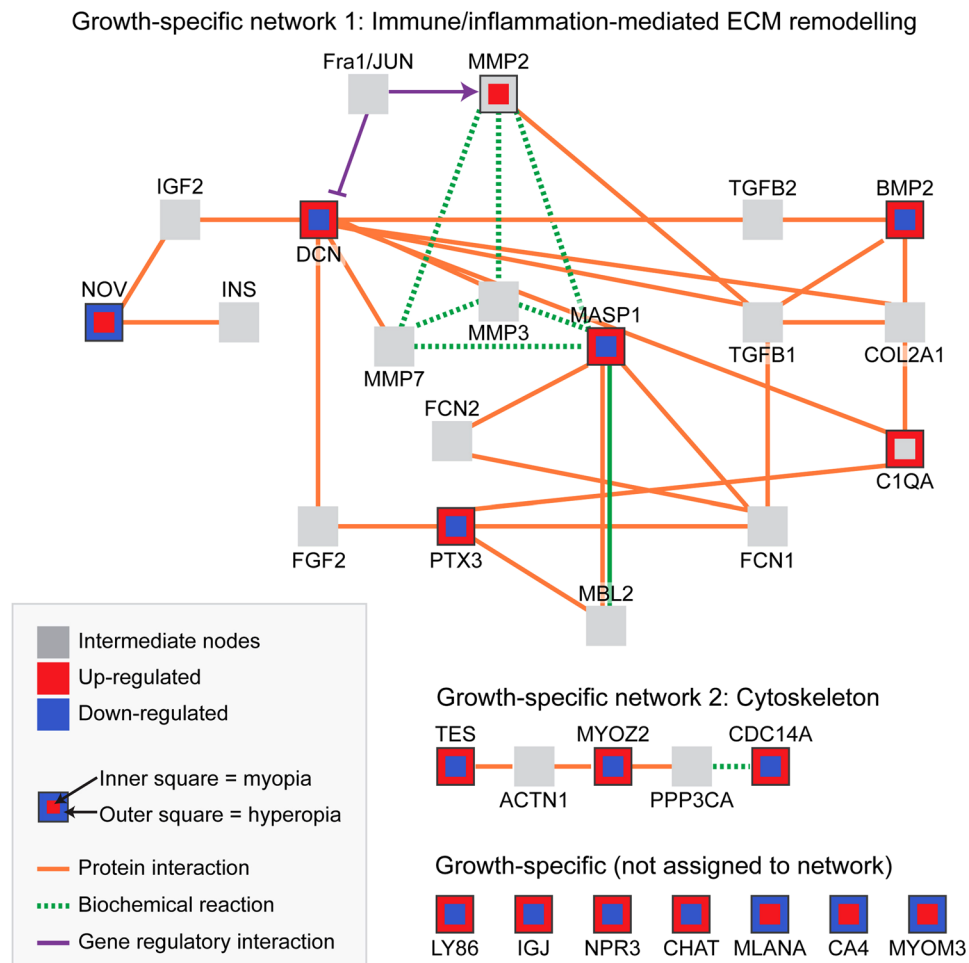 Growth-specific network 1: Immune/inflammation-mediated ECM remodelling
Fra1/JUN
MMP2
IGF2
TGFB2
BMP2
DCN
NOV
INS
MMP3
MASP1
MMP7
TGFB1
COL2A1
FCN2
C1QA
FGF2
PTX3
FCN1
MBL2
Intermediate nodes
Up-regulated
Down-regulated
Inner square = myopia
Outer square = hyperopia
Protein interaction
Biochemical reaction
Gene regulatory interaction
Growth-specific network 2: Cytoskeleton
TES
MYOZ2
CDC14A
ACTN1
PPP3CA
Growth-specific (not assigned to network)
LY86 IGJ NPR3 CHAT MLANA CA4 MYOM3